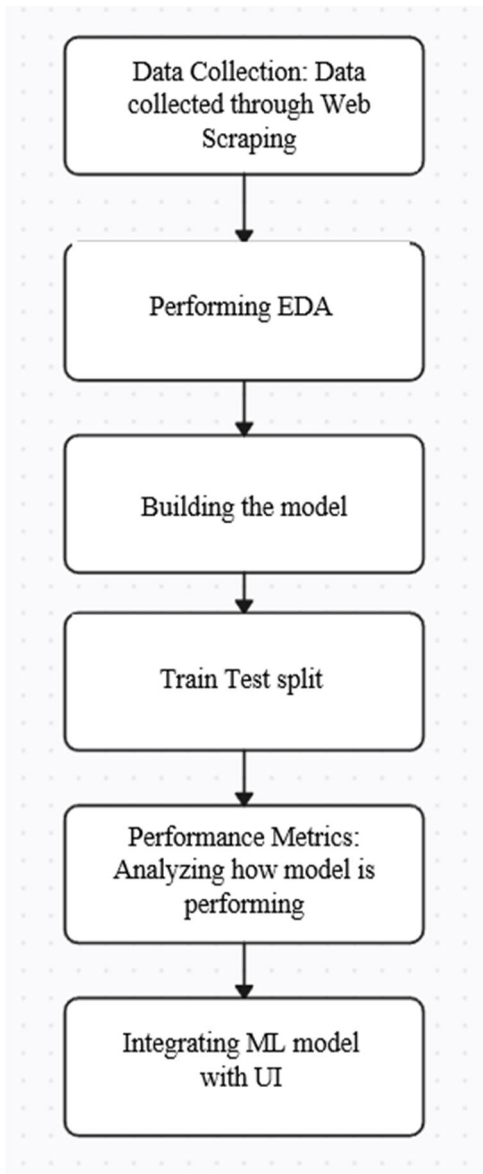 Data Collection: Data
collected through Web
Scraping
Performing EDA
Building the model
Train Test split
Performance Metrics:
Analyzing how model is
performing
Integrating ML model
with UI